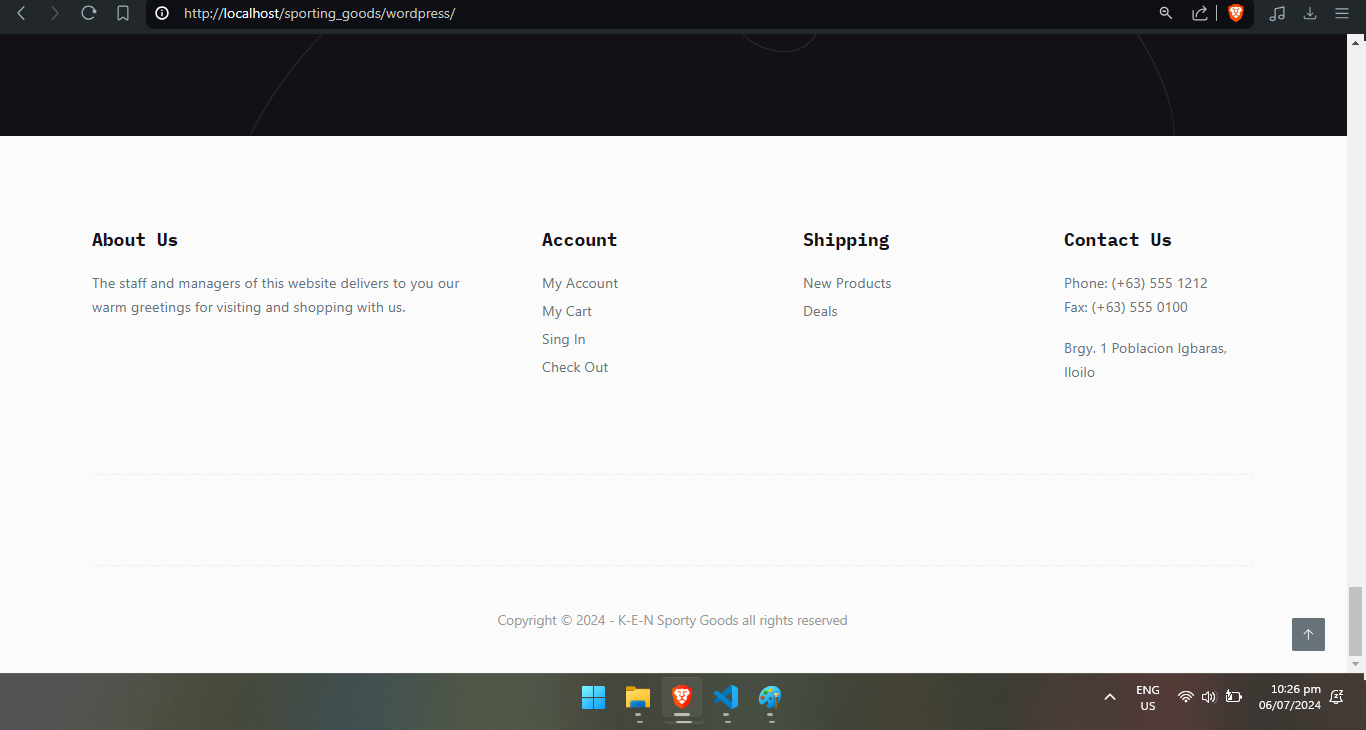 http://localhost/sporting_goods/wordpress/
About Us
The staff and managers of this website delivers to you our
warm greetings for visiting and shopping with us.
Account
My Account
My Cart
Sing In
Check Out
Shipping
New Products
Deals
Contact Us
Phone: (+63) 555 1212
Fax: (+63) 555 0100
Brgy. 1 Poblacion Igbaras,
Iloilo
Copyright © 2024 - K-E-N Sporty Goods all rights reserved
ENG
US
10:26 pm
06/07/2024